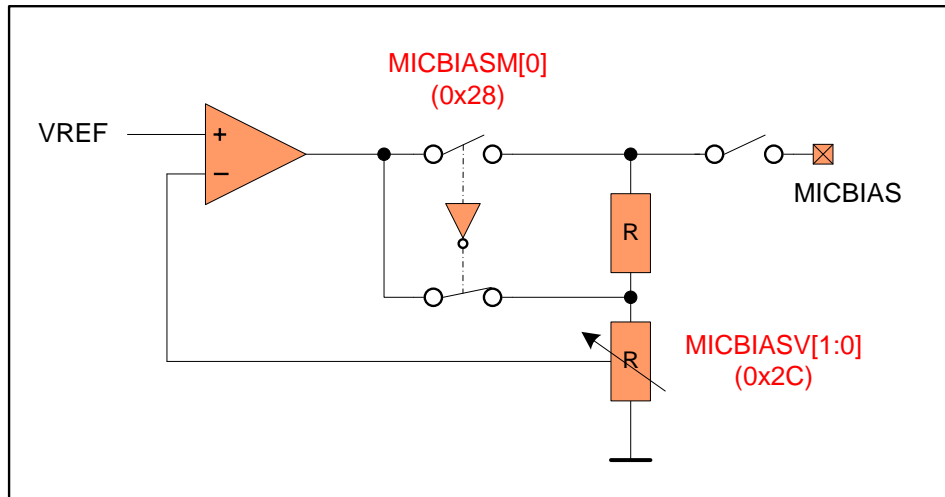 MICBIASM[0]
(0x28)
VREF
+
−
MICBIAS
R
R
MICBIASV[1:0]
(0x2C)